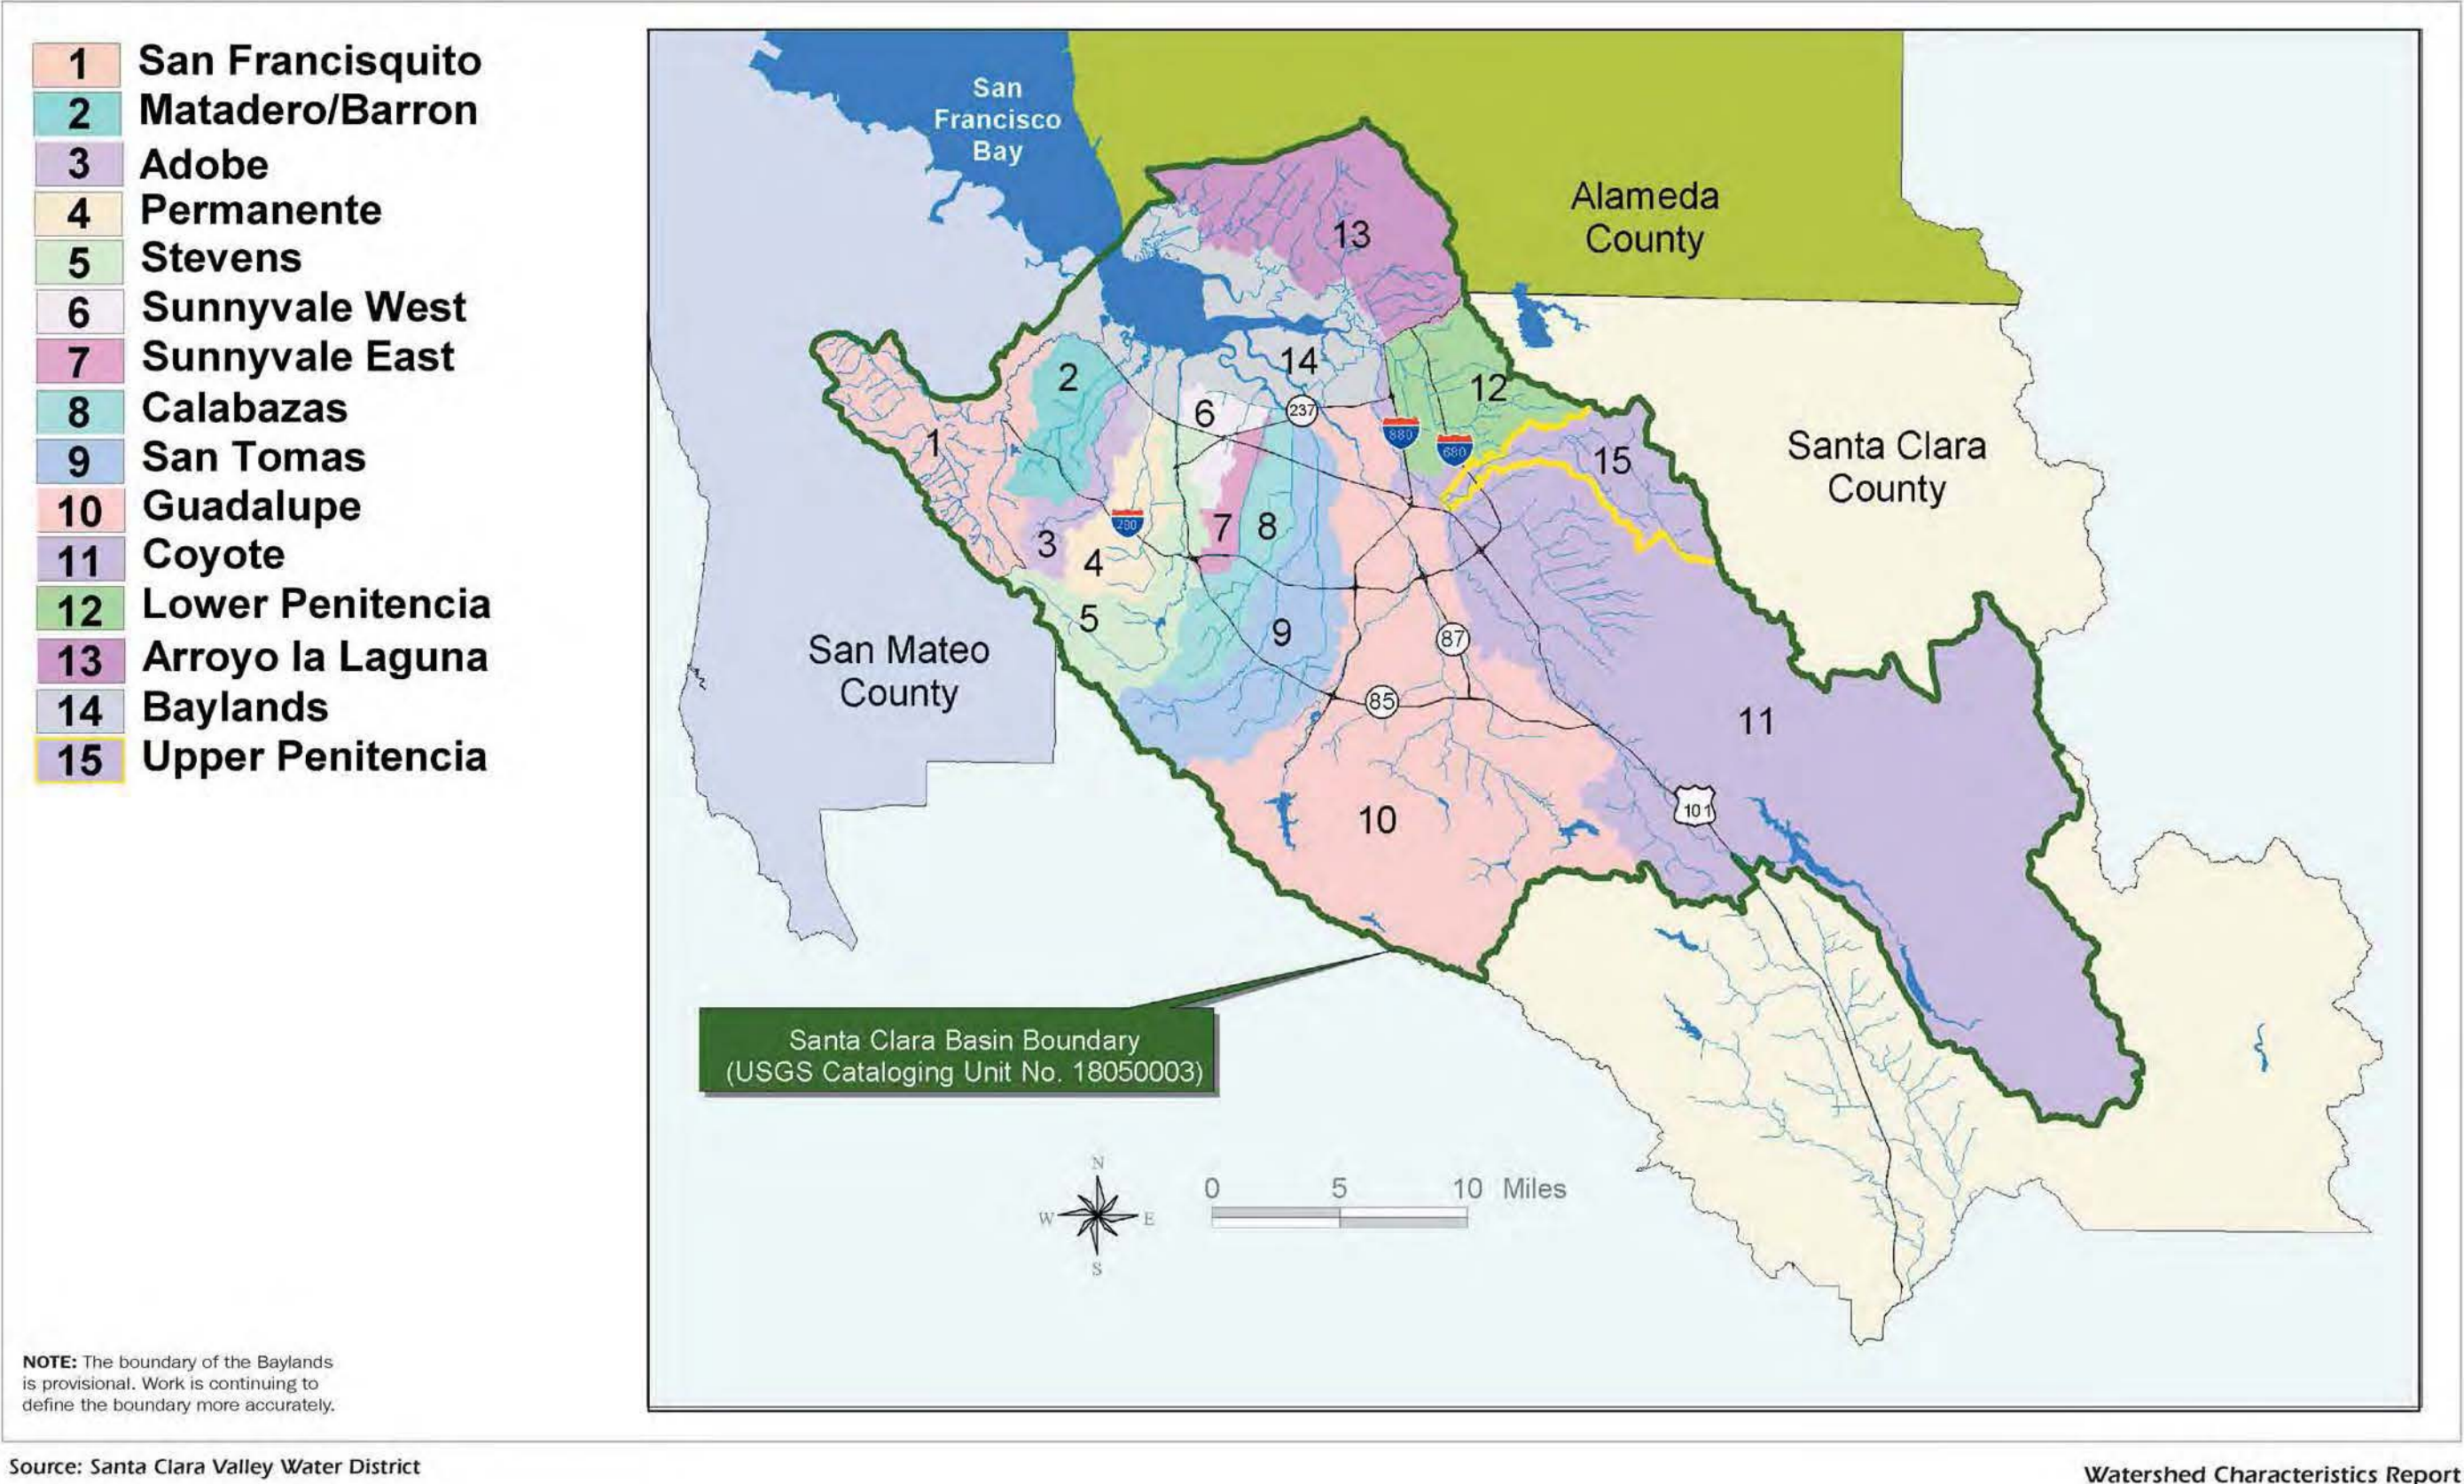 1 San Francisquito
2 Matadero/Barron
3 Adobe
4 Permanente
5 Stevens
6 Sunnyvale West
7 Sunnyvale East
8 Calabazas
9 San Tomas
10 Guadalupe
11 Coyote
12 Lower Penitencia
13 Arroyo la Laguna
14 Baylands
15 Upper Penitencia
NOTE: The boundary of the Baylands
is provisional. Work is continuing to
define the boundary more accurately.
San
Francisco
Bay
Alameda
County
13
14
2
12
6
237
880
680
1
15
Santa Clara
County
280
7
8
3
4
5
9
87
San Mateo
County
85
11
101
10
Santa Clara Basin Boundary
(USGS Cataloging Unit No. 18050003)
N
W E
S
0 5 10 Miles
Source: Santa Clara Valley Water District
Watershed Characteristics Report